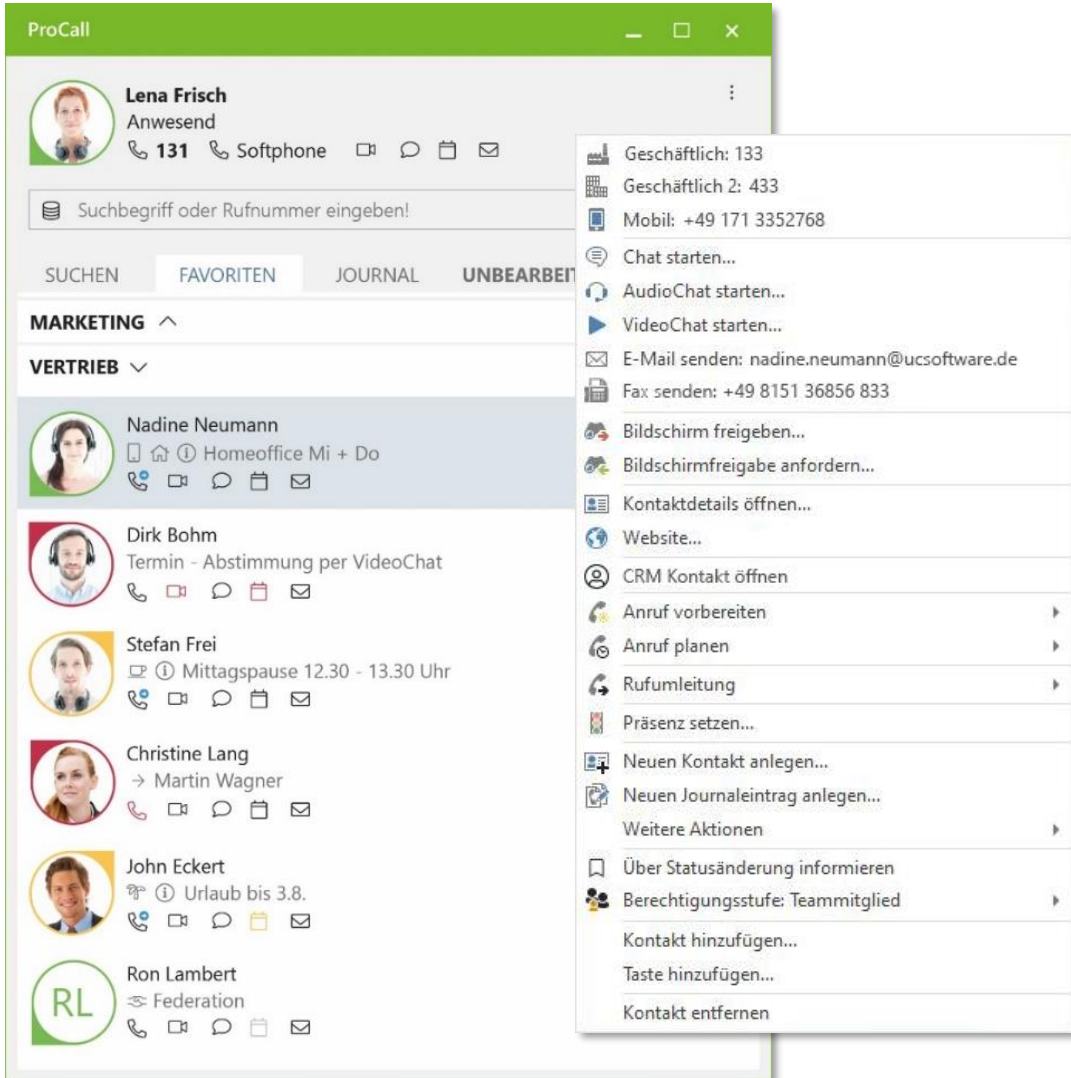 ProCall
Lena Frisch
Anwesend
131 Softphone
Suchbegriff oder Rufnummer eingeben!
SUCHEN FAVORITEN JOURNAL UNBEARBEIT
MARKETING
VERTRIEB
Nadine Neumann
Homeoffice Mi + Do
Dirk Bohm
Termin - Abstimmung per VideoChat
Stefan Frei
Mittagspause 12.30 - 13.30 Uhr
Christine Lang
→ Martin Wagner
John Eckert
Urlaub bis 3.8.
RL
Ron Lambert
Federation
Geschäftlich: 133
Geschäftlich 2: 433
Mobil: +49 171 3352768
Chat starten...
AudioChat starten...
VideoChat starten...
E-Mail senden: nadine.neumann@ucsoftware.de
Fax senden: +49 8151 36856 833
Bildschirm freigeben...
Bildschirmfreigabe anfordern...
Kontaktdetails öffnen...
Website...
CRM Kontakt öffnen
Anruf vorbereiten
Anruf planen
Rufumleitung
Präsenz setzen...
Neuen Kontakt anlegen...
Neuen Journaleintrag anlegen...
Weitere Aktionen
Über Statusänderung informieren
Berechtigungsstufe: Teammitglied
Kontakt hinzufügen...
Taste hinzufügen...
Kontakt entfernen